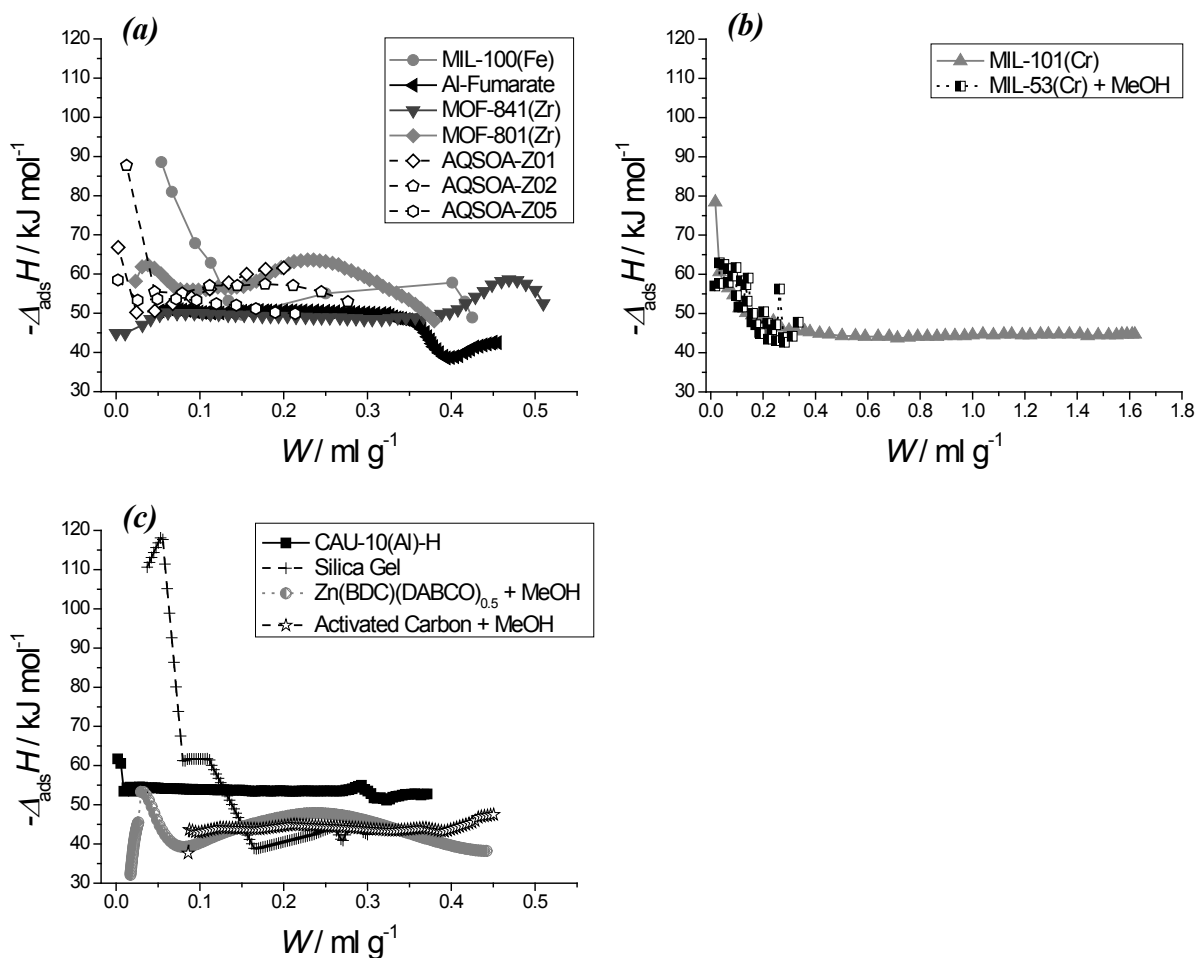 (a)
120
110
100
90
80
70
60
50
40
30
-Δ_ads H / kJ mol⁻¹
MIL-100(Fe)
Al-Fumarate
MOF-841(Zr)
MOF-801(Zr)
AQSOA-Z01
AQSOA-Z02
AQSOA-Z05
0.0 0.1 0.2 0.3 0.4 0.5
W / ml g⁻¹
(b)
120
110
100
90
80
70
60
50
40
30
-Δ_ads H / kJ mol⁻¹
MIL-101(Cr)
MIL-53(Cr) + MeOH
0.0 0.2 0.4 0.6 0.8 1.0 1.2 1.4 1.6 1.8
W / ml g⁻¹
(c)
120
110
100
90
80
70
60
50
40
30
-Δ_ads H / kJ mol⁻¹
CAU-10(Al)-H
Silica Gel
Zn(BDC)(DABCO)₀.₅ + MeOH
Activated Carbon + MeOH
0.0 0.1 0.2 0.3 0.4 0.5
W / ml g⁻¹